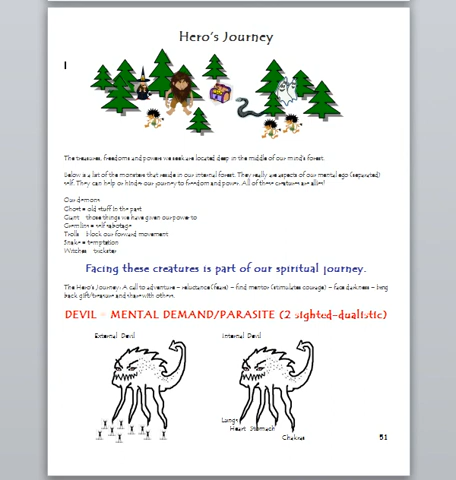 Hero's Journey
The treasures, freedoms and powers we seek are located deep in the middle of our mind's forest.
Below is a list of the monsters that reside in our internal forest. They really are aspects of our mental ego (separated)
self. They can help or hinder our journey to freedom and power. All of these creatures are allies!
Our demons
Ghost = old stuff in the past
Giant those things we have given our power to
Gremlins = self sabotage
Trolls block our forward movement
Snake = temptation
Witches trickster
Facing these creatures is part of our spiritual journey.
The Hero's Journey: A call to adventure – reluctance (fears) – find mentor (stimulates courage) – face darkness – bring
back gift/treasure and share with others.
DEVIL = MENTAL DEMAND/PARASITE (2 sighted-dualistic)
External Devil
Internal Devil
Lungs
Heart Stomach
Chakras
51